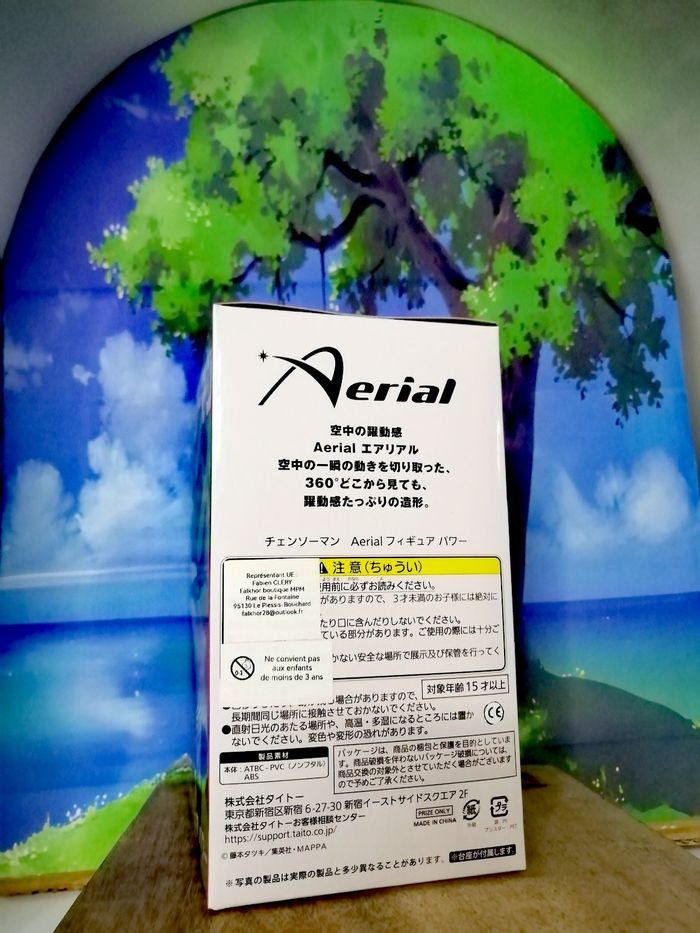 Aerial
空中の躍動感
Aerial エアリアル
空中の一瞬の動きを切り取った、
360°どこから見ても、
躍動感たっぷりの造形。
チェンソーマン Aerial フィギュア パワー
注意(ちゅうい)
用前に必ずお読みください。
がありますので、3才未満のお子様には絶対に
たり口に含んだりしないでください。
ている部分があります。ご使用の際には十分ご
かない安全な場所で展示及び保管を行ってく
Représentant UE :
Fabien CLERY
Falkhor boutique MPM
Rue de la Fontaine
95130 Le Plessis-Bouchard
falkhor28@outlook.fr
0-3
Ne convient pas
aux enfants
de moins de 3 ans
場合がありますので、
対象年齢15才以上
長期間同じ場所に接触させておかないでください。
●直射日光のあたる場所や、高温・多湿になるところには置か
ないでください。変色や変形の恐れがあります。
CE
製品素材
本体:ATBC-PVC(ノンフタル)
ABS
パッケージは、商品の梱包と保護を目的としていま
す。商品破損を伴わないパッケージ破損については、
商品交換の対象外とさせていただく場合がございます
ので予めご了承ください。
株式会社タイトー
東京都新宿区新宿 6-27-30 新宿イーストサイドスクエア 2F
株式会社タイトーお客様相談センター
https://support.taito.co.jp/
PRIZE ONLY
MADE IN CHINA
紙
外箱
プラ
ブリスター:PET
©藤本タツキ/集英社・MAPPA
※写真の製品は実際の製品と多少異なることがあります。
※台座が付属します。